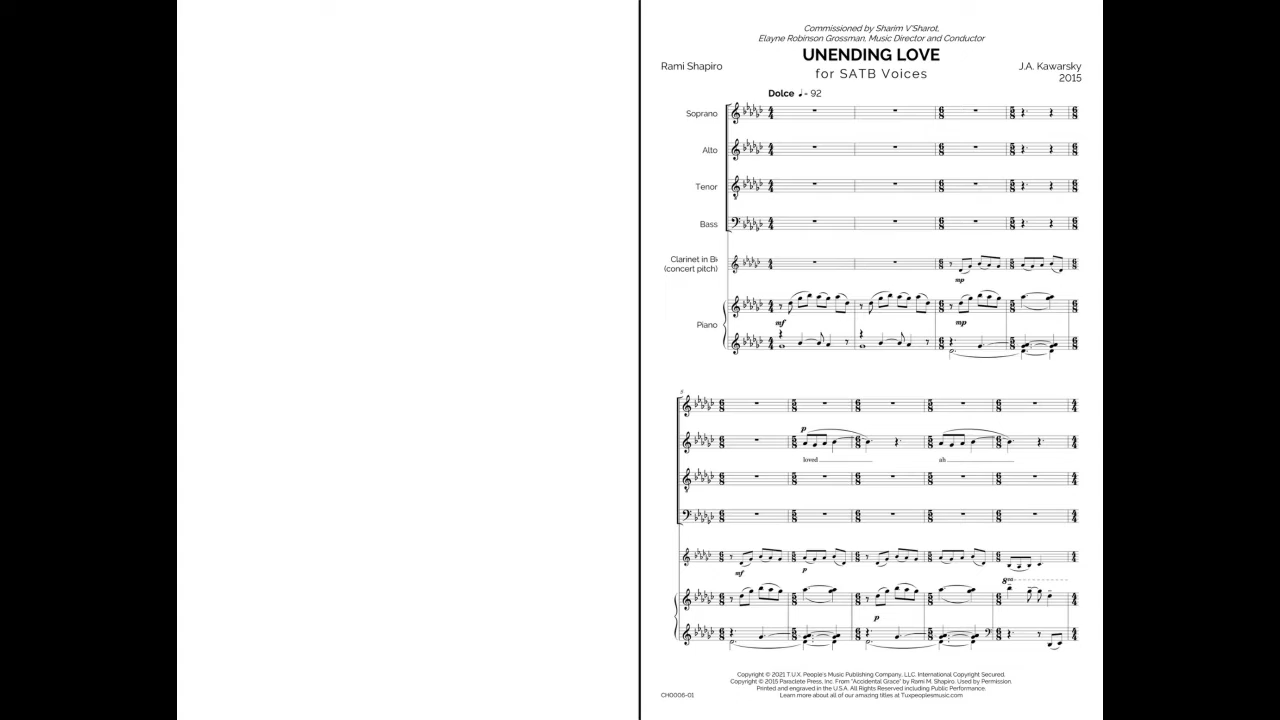 Commissioned by Sharim V'Sharot,
Elayne Robinson Grossman, Music Director and Conductor
UNENDING LOVE
for SATB Voices
Rami Shapiro
J.A. Kawarsky
2015
Dolce ♩ = 92
Soprano
Alto
Tenor
Bass
Clarinet in B♭
(concert pitch)
mp
Piano
mf
mp
5
p
loved
ah
mf
p
8va
p
Copyright © 2021 T.U.X. People's Music Publishing Company, LLC. International Copyright Secured.
Copyright © 2015 Paraclete Press, Inc. From "Accidental Grace" by Rami M. Shapiro. Used by Permission.
Printed and engraved in the U.S.A. All Rights Reserved including Public Performance.
CH0006-01
Learn more about all of our amazing titles at Tuxpeoplesmusic.com